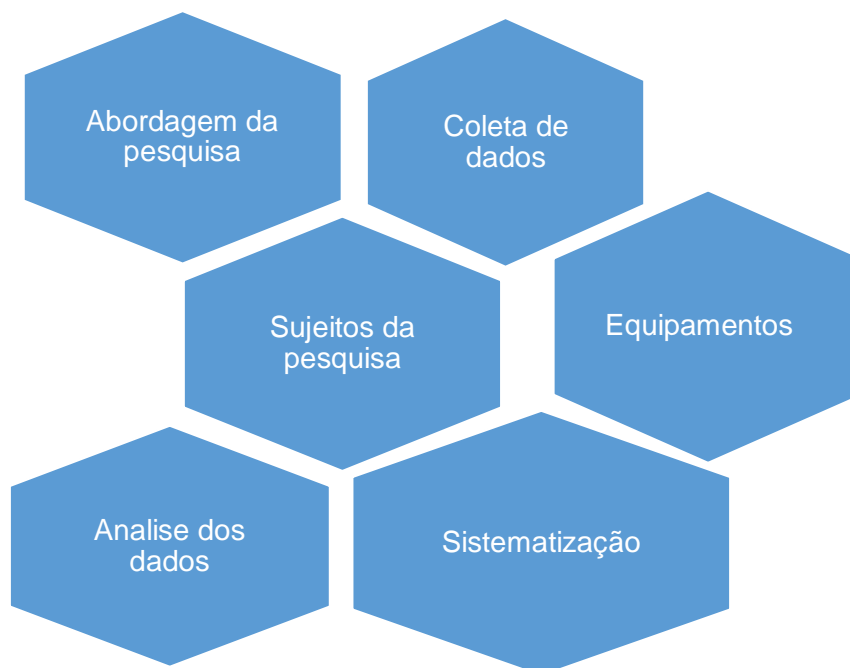 Abordagem da
pesquisa
Coleta de
dados
Sujeitos da
pesquisa
Equipamentos
Analise dos
dados
Sistematização